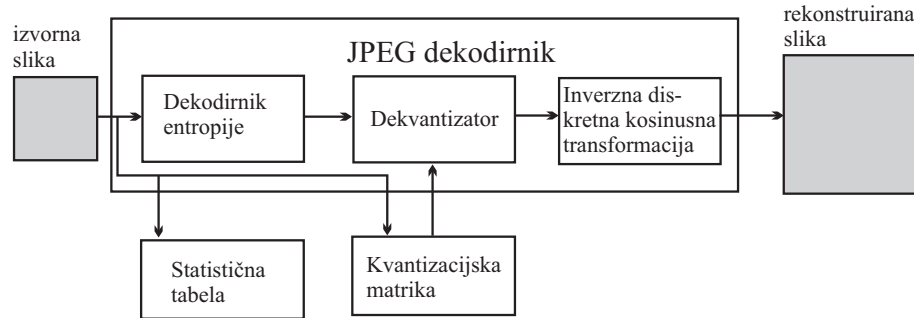 izvorna
slika
JPEG dekodirnik
rekonstruirana
slika
Dekodirnik
entropije
Dekvantizator
Inverzna dis-
kretna kosinusna
transformacija
Statistična
tabela
Kvantizacijska
matrika